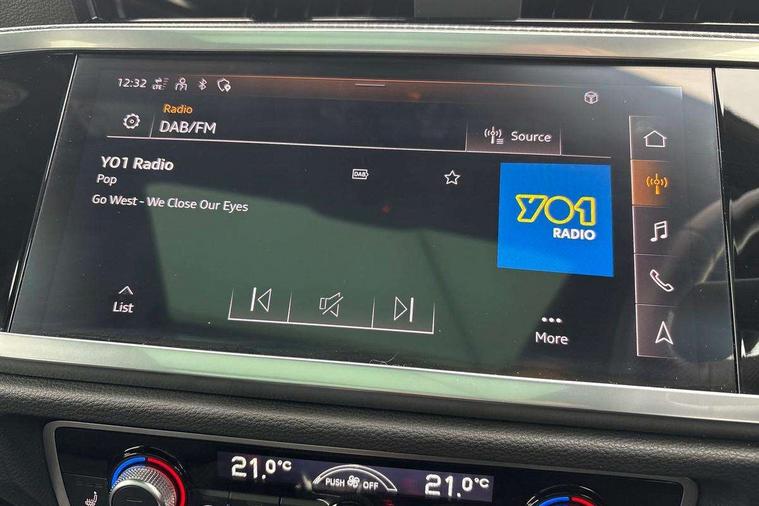 12:32
Radio
DAB/FM
Source
YO1 Radio
DAB
Pop
Go West - We Close Our Eyes
YO1
RADIO
List
More
21.0°C
PUSH OFF
21.0°C